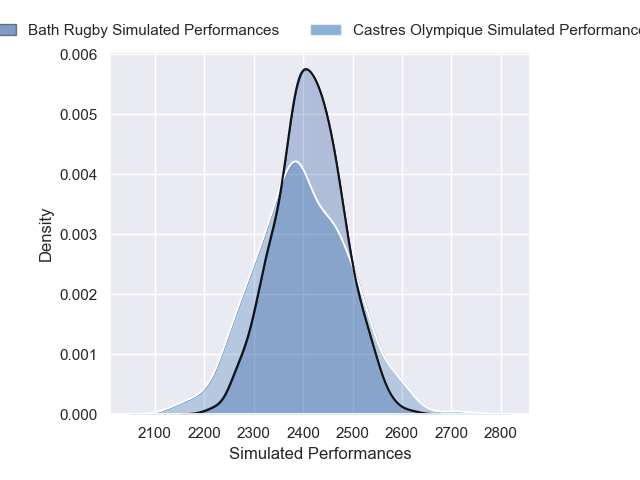 Bath Rugby Simulated Performances
Castres Olympique Simulated Performanc
0.006
0.005
0.004
0.003
0.002
0.001
0.000
Density
2100 2200 2300 2400 2500 2600 2700 2800
Simulated Performances